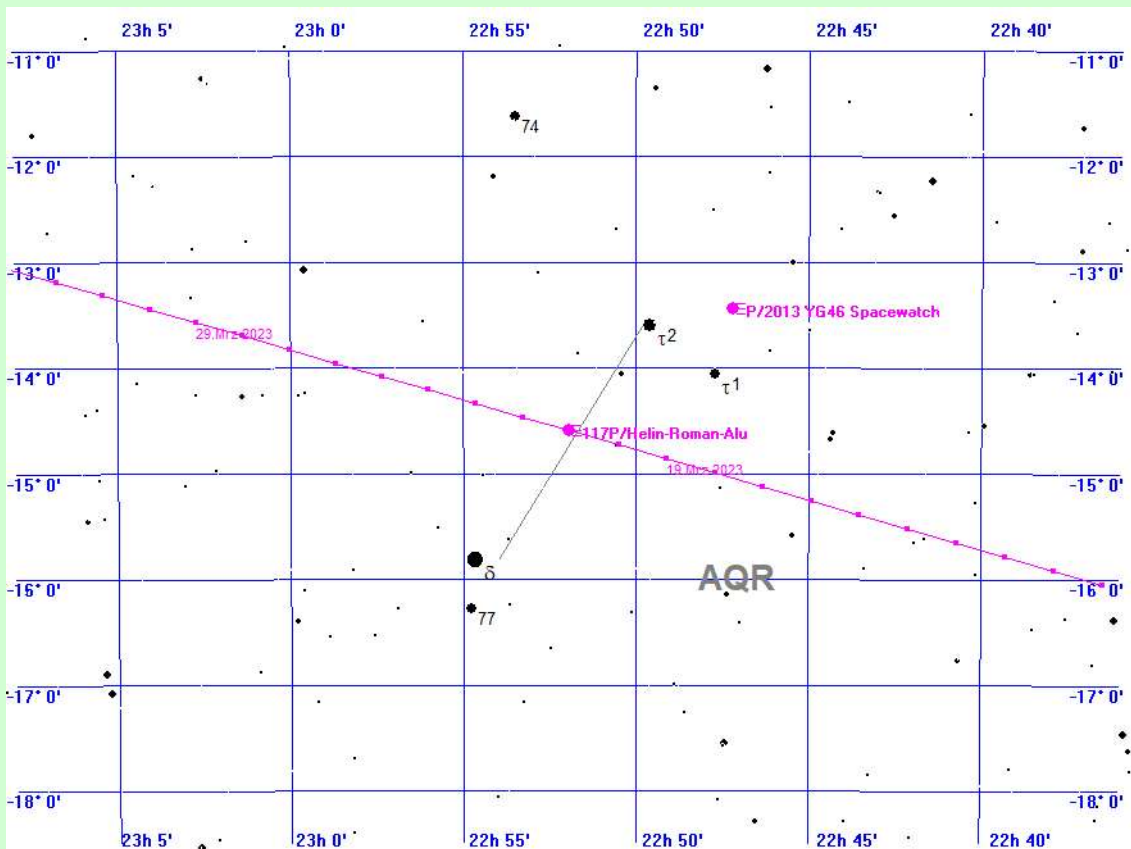 23h 5' 23h 0' 22h 55' 22h 50' 22h 45' 22h 40'
-11° 0' -11° 0'
74
-12° 0' -12° 0'
-13° 0' -13° 0'
P/2013 YG46 Spacewatch
29.Mrz 2023
τ2
-14° 0' -14° 0'
τ1
117P/Helin-Roman-Alu
19.Mrz 2023
-15° 0' -15° 0'
δ
AQR
-16° 0' -16° 0'
77
-17° 0' -17° 0'
-18° 0' -18° 0'
23h 5' 23h 0' 22h 55' 22h 50' 22h 45' 22h 40'